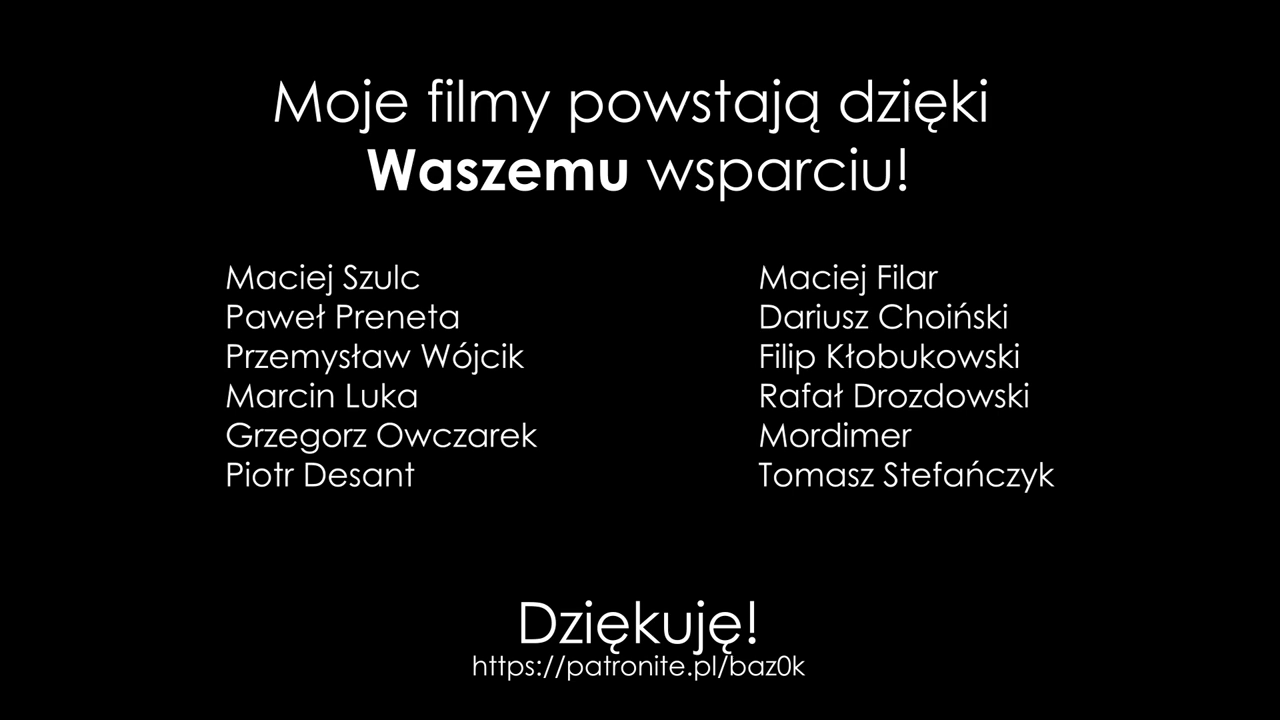 Moje filmy powstają dzięki
Waszemu wsparciu!
Maciej Szulc
Paweł Preneta
Przemysław Wójcik
Marcin Luka
Grzegorz Owczarek
Piotr Desant
Maciej Filar
Dariusz Choiński
Filip Kłobukowski
Rafał Drozdowski
Mordimer
Tomasz Stefańczyk
Dziękuję!
https://patronite.pl/baz0k